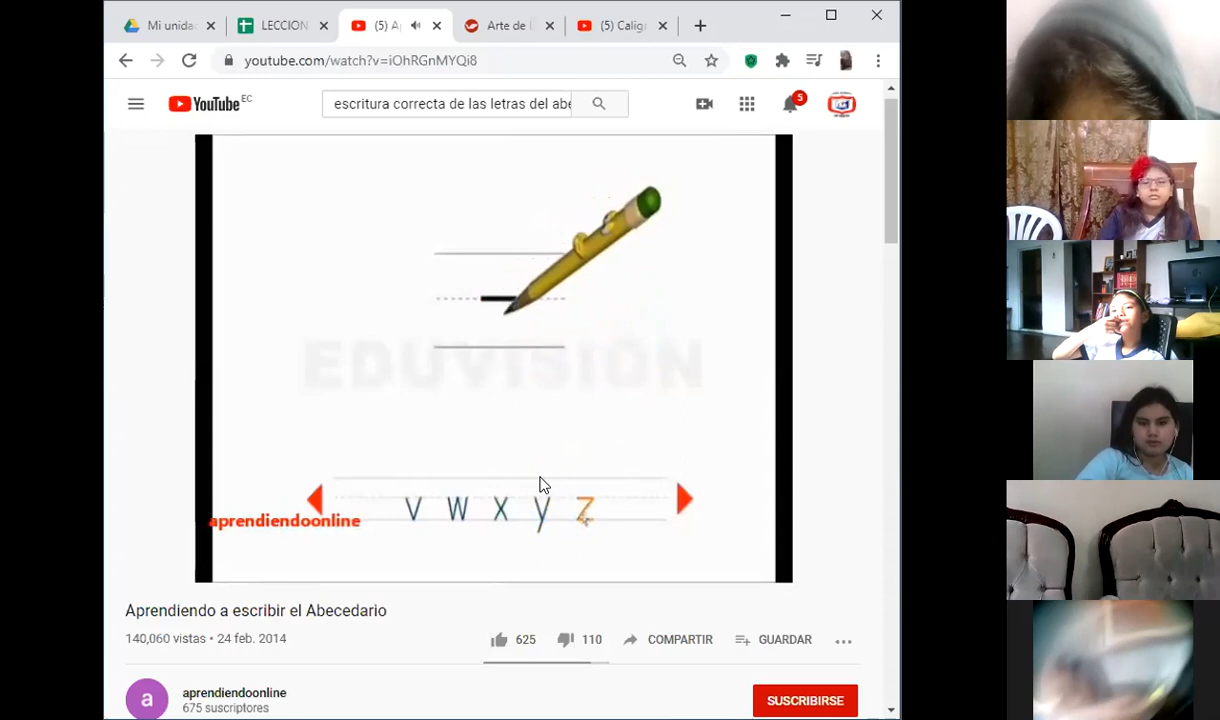 Mi unida
LECCION
(5) A
Arte de
(5) Calig
youtube.com/watch?v=iOhRGnMYQi8
YouTube EC
escritura correcta de las letras del abe
5
EDUVISIÓN
v w x y z
aprendiendoonline
Aprendiendo a escribir el Abecedario
140,060 vistas • 24 feb. 2014
625
110
COMPARTIR
GUARDAR
a
aprendiendoonline
675 suscriptores
SUSCRIBIRSE